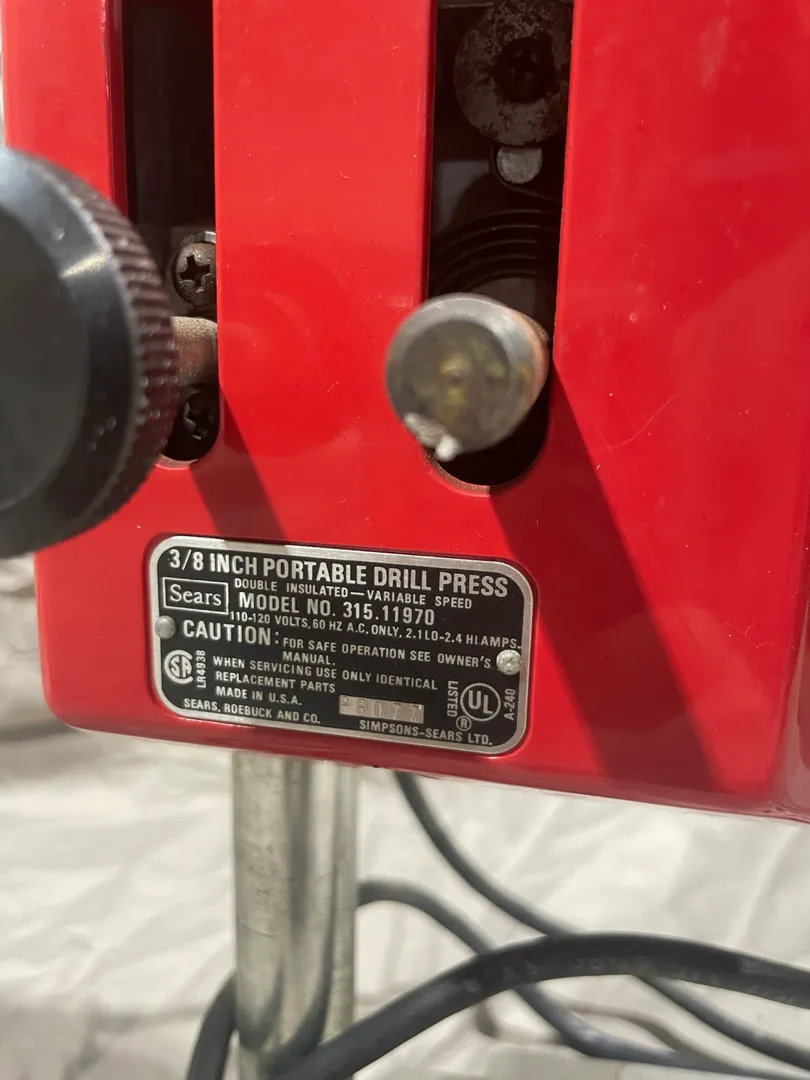 3/8 INCH PORTABLE DRILL PRESS
Sears
DOUBLE INSULATED—VARIABLE SPEED
MODEL NO. 315.11970
110-120 VOLTS, 60 HZ A.C. ONLY, 2.1 LO-2.4 HI AMPS.
CAUTION: FOR SAFE OPERATION SEE OWNER'S
MANUAL.
WHEN SERVICING USE ONLY IDENTICAL
REPLACEMENT PARTS
MADE IN U.S.A.
SEARS, ROEBUCK AND CO.
SIMPSONS-SEARS LTD.
SA
LR4938
8077
LISTED
UL
®
A-240